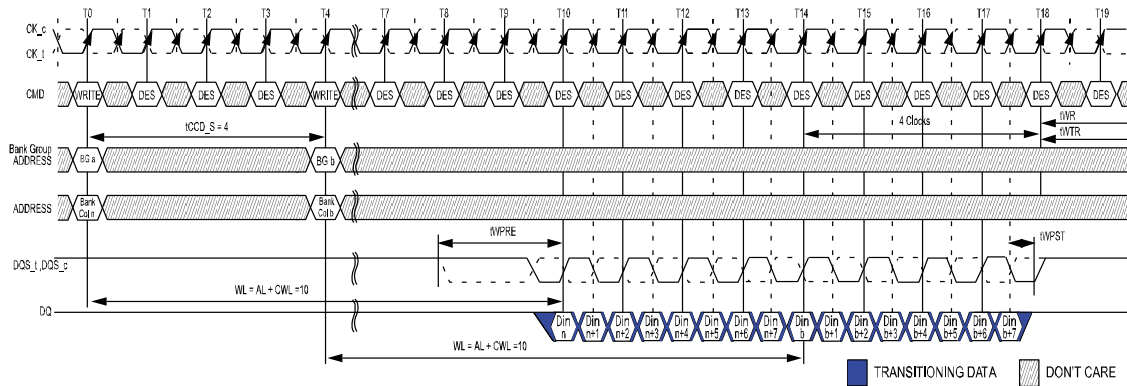 T0 T1 T2 T3 T4 T7 T8 T9 T10 T11 T12 T13 T14 T15 T16 T17 T18 T19
CK_c
CK_t
CMD WRITE DES DES DES WRITE DES DES DES DES DES DES DES DES DES DES DES DES DES
tCCD_S = 4
4 Clocks
tWR
tWTR
Bank Group
ADDRESS
BG a
BG b
ADDRESS
Bank
Col n
Bank
Col b
tWPRE
tWPST
DQS_t ,DQS_c
WL = AL + CWL =10
DQ
Din n
Din n+1
Din n+2
Din n+3
Din n+4
Din n+5
Din n+6
Din n+7
Din b
Din b+1
Din b+2
Din b+3
Din b+4
Din b+5
Din b+6
Din b+7
WL = AL + CWL =10
TRANSITIONING DATA
DON'T CARE